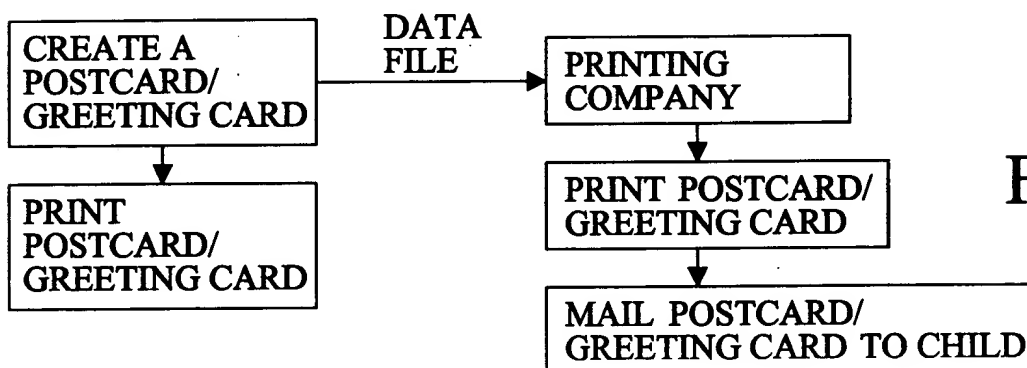 CREATE A
POSTCARD/
GREETING CARD
DATA
FILE
PRINTING
COMPANY
PRINT
POSTCARD/
GREETING CARD
PRINT POSTCARD/
GREETING CARD
MAIL POSTCARD/
GREETING CARD TO CHILD